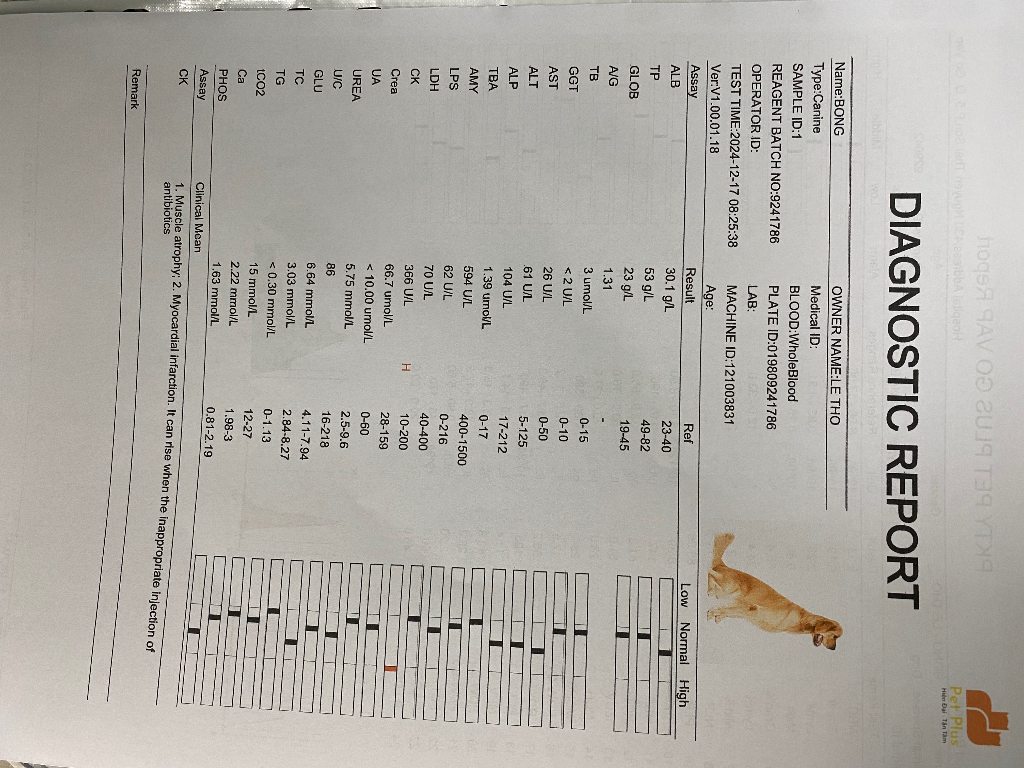 Pet Plus
Hiện Đại Tận Tâm
DIAGNOSTIC REPORT
Name:BONG OWNER NAME:LE THO
Type:Canine Medical ID:
SAMPLE ID:1 BLOOD:WholeBlood
REAGENT BATCH NO:9241786 PLATE ID:019809241786
OPERATOR ID: LAB:
TEST TIME:2024-12-17 08:25:38 MACHINE ID:121003831
Ver:V1.00.01.18 Age:
Assay Result Ref Low Normal High
ALB 30.1 g/L 23-40
TP 53 g/L 49-82
GLOB 23 g/L 19-45
A/G 1.31 -
TB 3 umol/L 0-15
GGT < 2 U/L 0-10
AST 26 U/L 0-50
ALT 61 U/L 5-125
ALP 104 U/L 17-212
TBA 1.39 umol/L 0-17
AMY 594 U/L 400-1500
LPS 62 U/L 0-216
LDH 70 U/L 40-400
CK 366 U/L H 10-200
Crea 66.7 umol/L 28-159
UA < 10.00 umol/L 0-60
UREA 5.75 mmol/L 2.5-9.6
U/C 86 16-218
GLU 6.64 mmol/L 4.11-7.94
TC 3.03 mmol/L 2.84-8.27
TG < 0.30 mmol/L 0-1.13
tCO2 15 mmol/L 12-27
Ca 2.22 mmol/L 1.98-3
PHOS 1.63 mmol/L 0.81-2.19
Assay Clinical Mean
CK 1. Muscle atrophy: 2. Myocardial infarction. It can rise when the inappropriate injection of
antibiotics
Remark